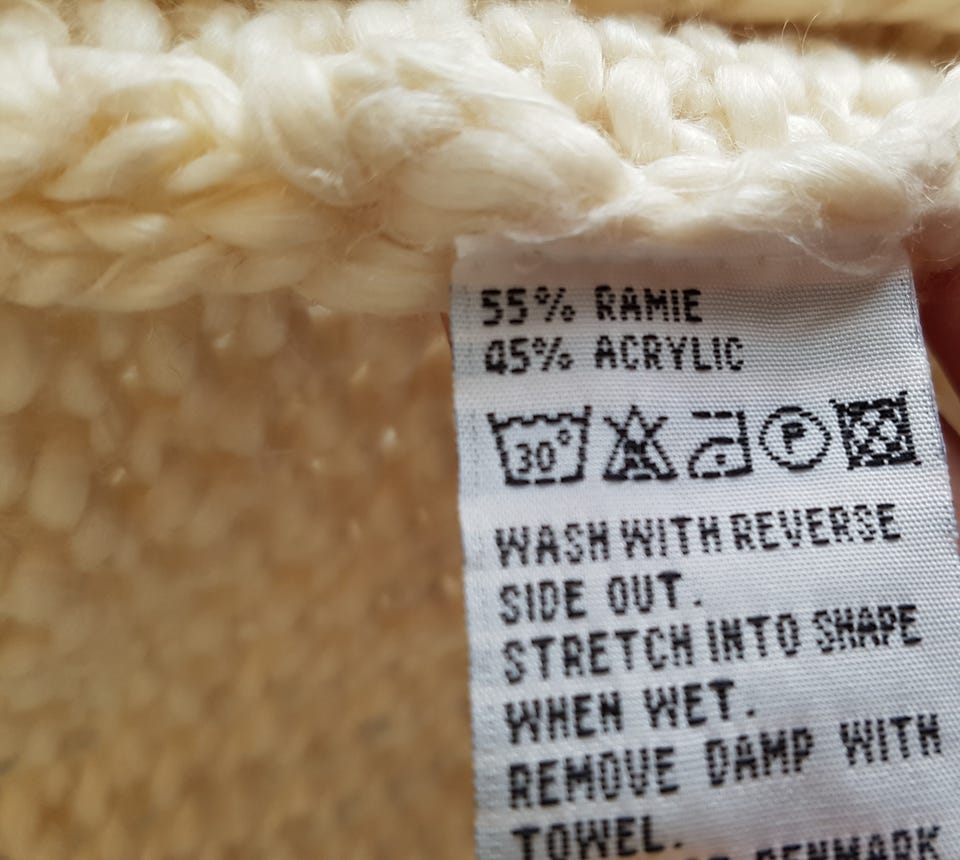 55% RAMIE
45% ACRYLIC
30° P
WASH WITH REVERSE
SIDE OUT.
STRETCH INTO SHAPE
WHEN WET.
REMOVE DAMP WITH
TOWEL.
DENMARK